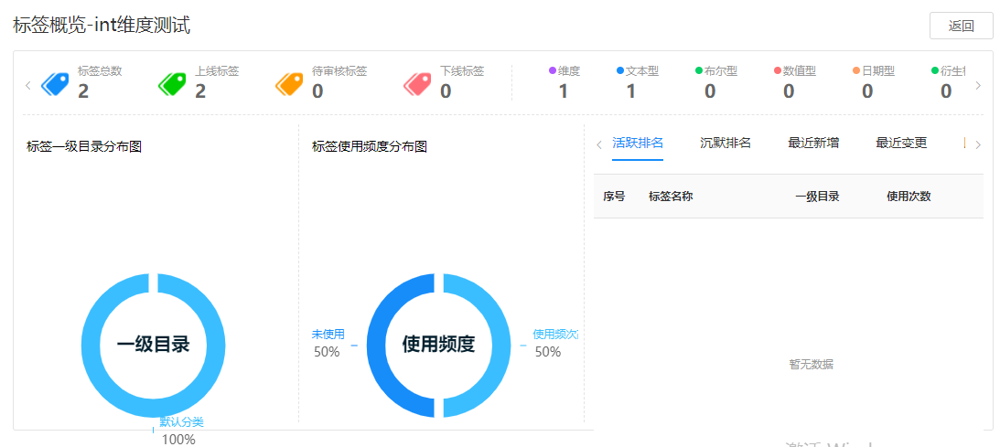 标签概览-int维度测试
返回
标签总数
2
上线标签
2
待审核标签
0
下线标签
0
维度
1
文本型
1
布尔型
0
数值型
0
日期型
0
衍生
0
标签一级目录分布图
一级目录
默认分类
100%
标签使用频度分布图
未使用
50%
使用频度
使用频次
50%
活跃排名 沉默排名 最近新增 最近变更
序号 标签名称 一级目录 使用次数
暂无数据